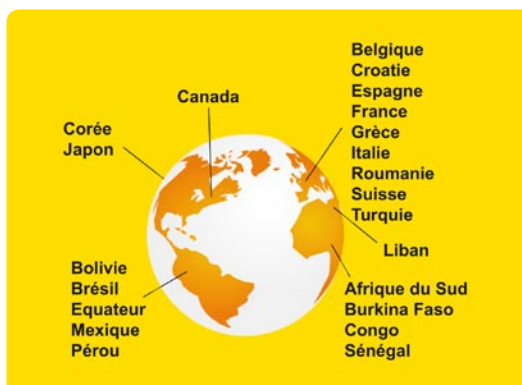 Belgique
Croatie
Espagne
France
Grèce
Italie
Roumanie
Suisse
Turquie
Canada
Corée
Japon
Liban
Bolivie
Brésil
Equateur
Mexique
Pérou
Afrique du Sud
Burkina Faso
Congo
Sénégal